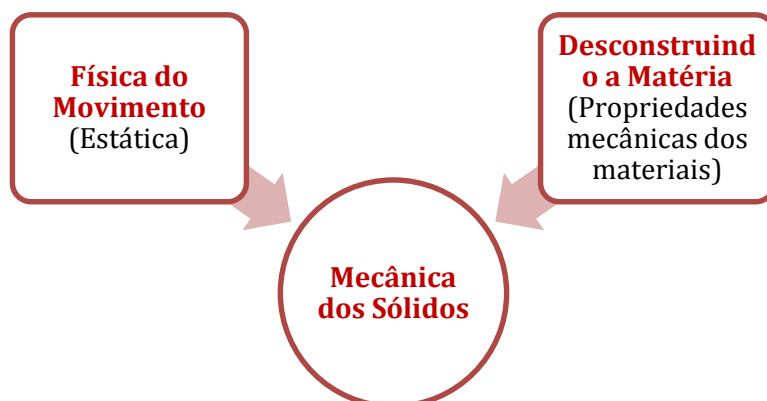 Física do
Movimento
(Estática)
Desconstruind
o a Matéria
(Propriedades
mecânicas dos
materiais)
Mecânica
dos Sólidos